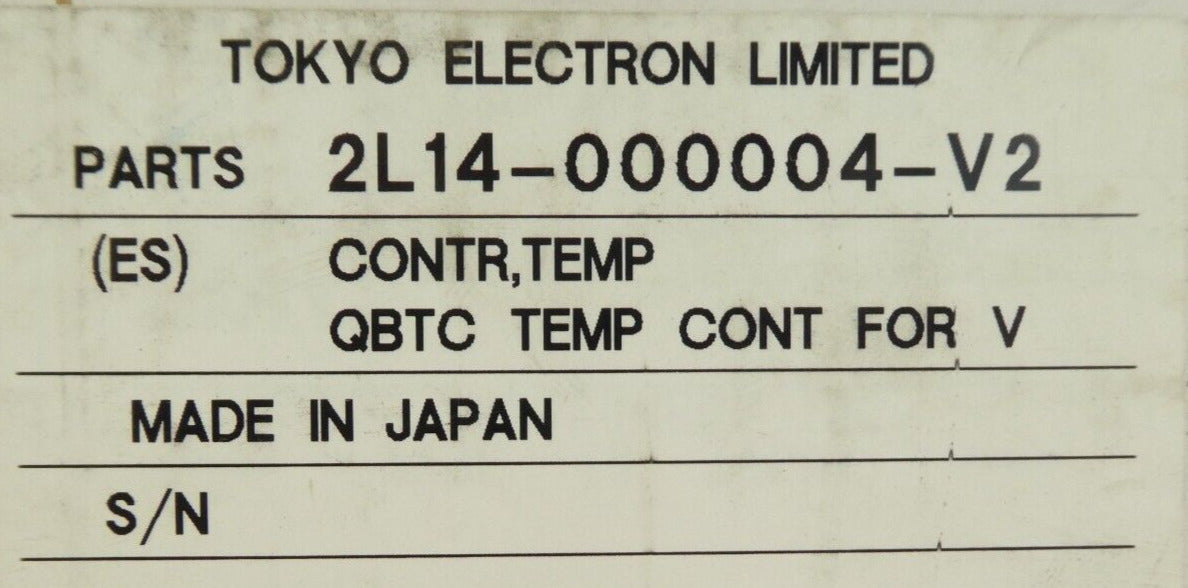 TOKYO ELECTRON LIMITED
PARTS 2L14-000004-V2
(ES) CONTR,TEMP
QBTC TEMP CONT FOR V
MADE IN JAPAN
S/N